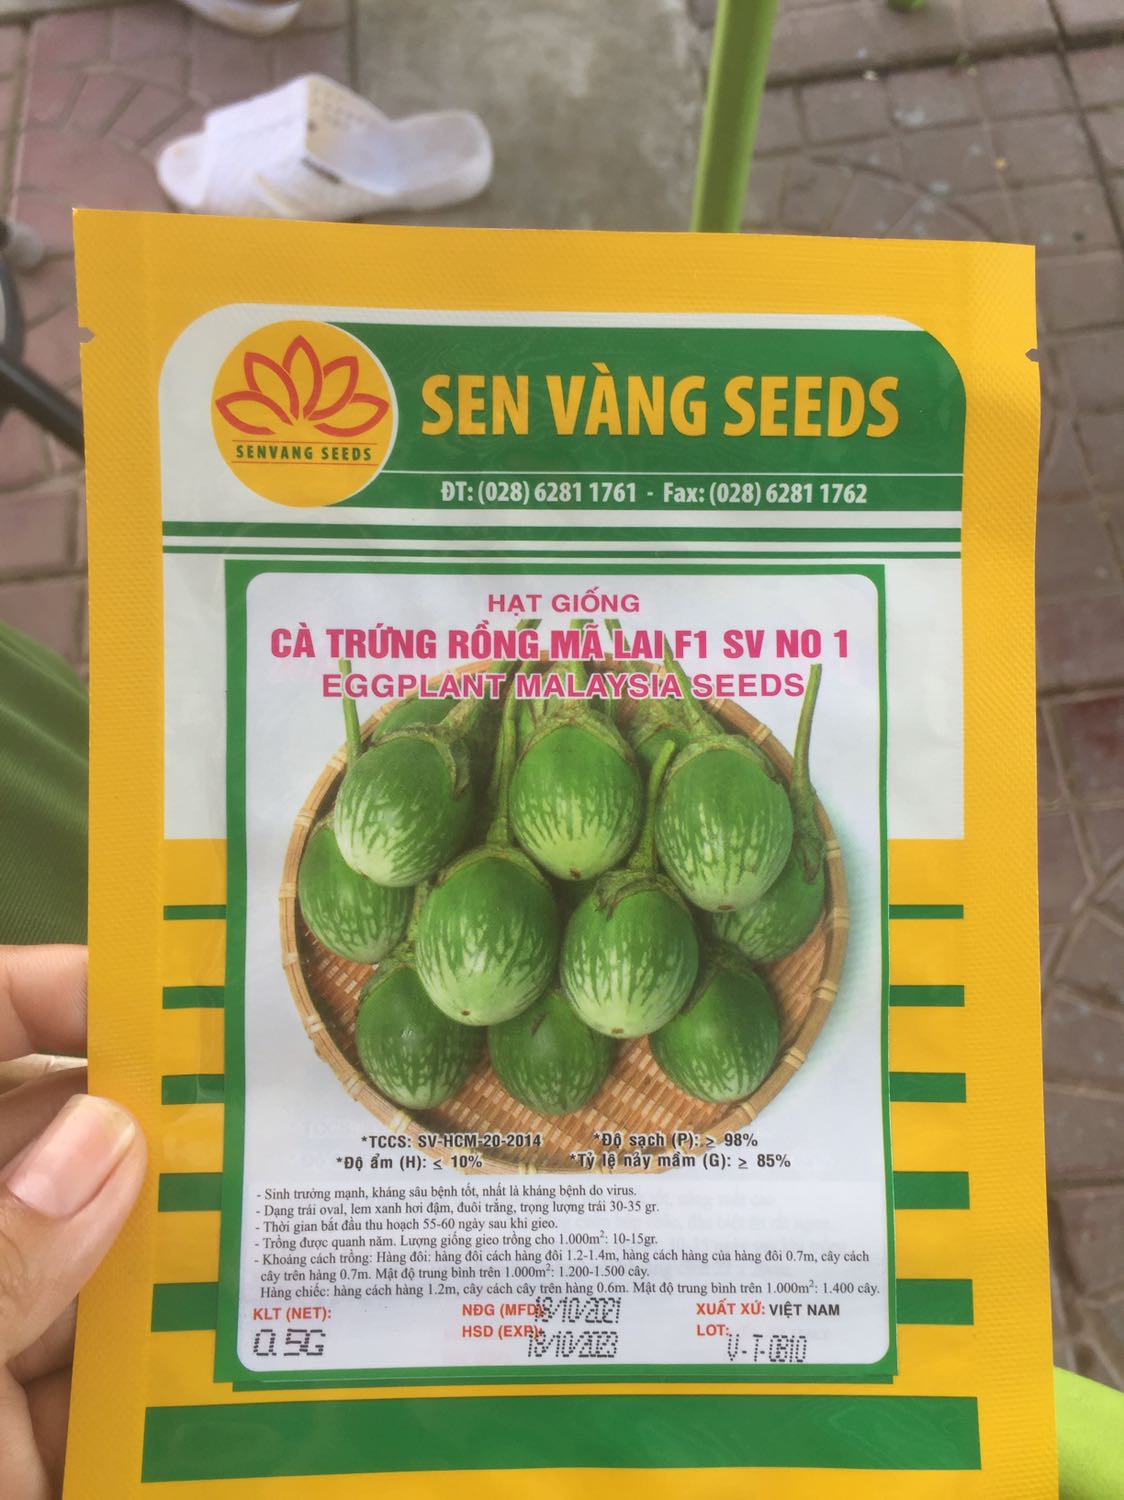 SENVANG SEEDS
SEN VÀNG SEEDS
ĐT: (028) 6281 1761 - Fax: (028) 6281 1762
HẠT GIỐNG
CÀ TRỨNG RỒNG MÃ LAI F1 SV NO 1
EGGPLANT MALAYSIA SEEDS
*TCCS: SV-HCM-20-2014 *Độ sạch (P): ≥ 98%
*Độ ẩm (H): ≤ 10% *Tỷ lệ nảy mầm (G): ≥ 85%
- Sinh trưởng mạnh, kháng sâu bệnh tốt, nhất là kháng bệnh do virus.
- Dạng trái oval, lem xanh hơi đậm, đuôi trắng, trọng lượng trái 30-35 gr.
- Thời gian bắt đầu thu hoạch 55-60 ngày sau khi gieo.
- Trồng được quanh năm. Lượng giống gieo trồng cho 1.000m²: 10-15gr.
- Khoảng cách trồng: Hàng đôi: hàng đôi cách hàng đôi 1.2-1.4m, hàng cách hàng của hàng đôi 0.7m, cây cách
cây trên hàng 0.7m. Mật độ trung bình trên 1.000m²: 1.200-1.500 cây.
Hàng chiếc: hàng cách hàng 1.2m, cây cách cây trên hàng 0.6m. Mật độ trung bình trên 1.000m²: 1.400 cây.
KLT (NET): NĐG (MFD): 18/10/2021 XUẤT XỨ: VIỆT NAM
0.5G HSD (EXP): 18/10/2023 LOT: V-T-0810